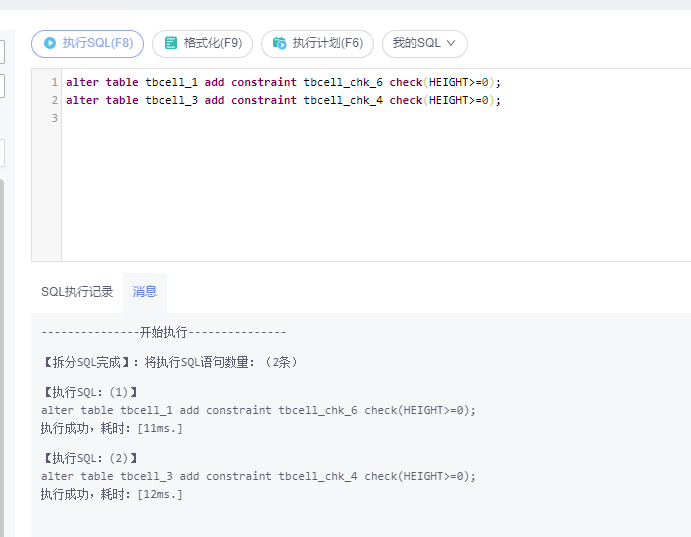 执行SQL(F8) 格式化(F9) 执行计划(F6) 我的SQL
1 alter table tbcell_1 add constraint tbcell_chk_6 check(HEIGHT>=0);
2 alter table tbcell_3 add constraint tbcell_chk_4 check(HEIGHT>=0);
3
SQL执行记录 消息
---------------开始执行---------------
【拆分SQL完成】：将执行SQL语句数量：（2条）
【执行SQL：(1)】
alter table tbcell_1 add constraint tbcell_chk_6 check(HEIGHT>=0);
执行成功，耗时：[11ms.]
【执行SQL：(2)】
alter table tbcell_3 add constraint tbcell_chk_4 check(HEIGHT>=0);
执行成功，耗时：[12ms.]